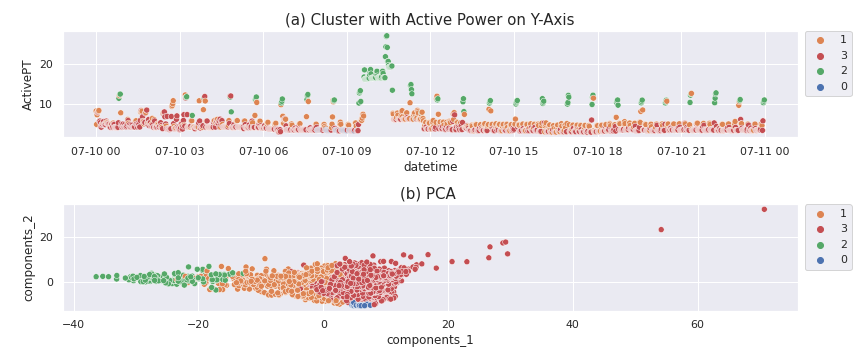 (a) Cluster with Active Power on Y-Axis
ActivePT
20
10
07-10 00 07-10 03 07-10 06 07-10 09 07-10 12 07-10 15 07-10 18 07-10 21 07-11 00
datetime
1
3
2
0
(b) PCA
components_2
20
0
−40 −20 0 20 40 60
components_1
1
3
2
0